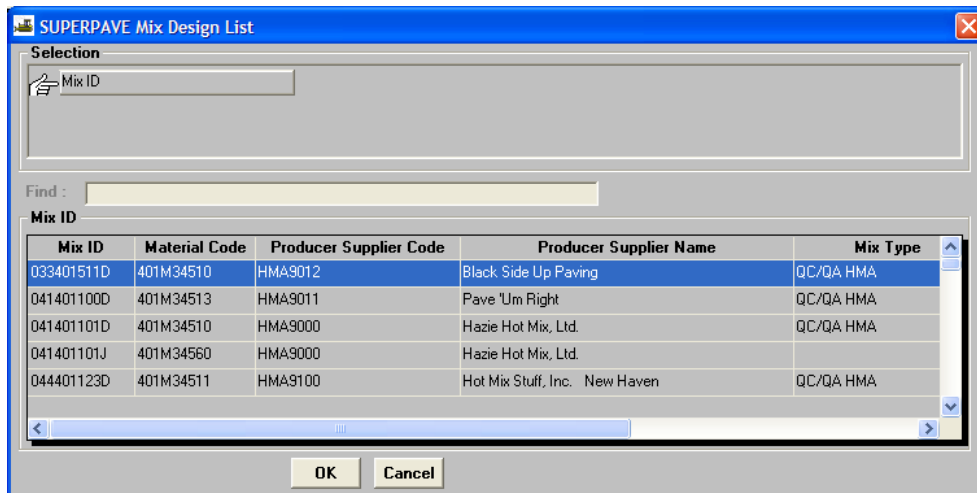 SUPERPAVE Mix Design List
Selection
Mix ID
Find :
Mix ID
Mix ID Material Code Producer Supplier Code Producer Supplier Name Mix Type
033401511D 401M34510 HMA9012 Black Side Up Paving QC/QA HMA
041401100D 401M34513 HMA9011 Pave 'Um Right QC/QA HMA
041401101D 401M34510 HMA9000 Hazie Hot Mix, Ltd. QC/QA HMA
041401101J 401M34560 HMA9000 Hazie Hot Mix, Ltd.
044401123D 401M34511 HMA9100 Hot Mix Stuff, Inc. New Haven QC/QA HMA
OK Cancel